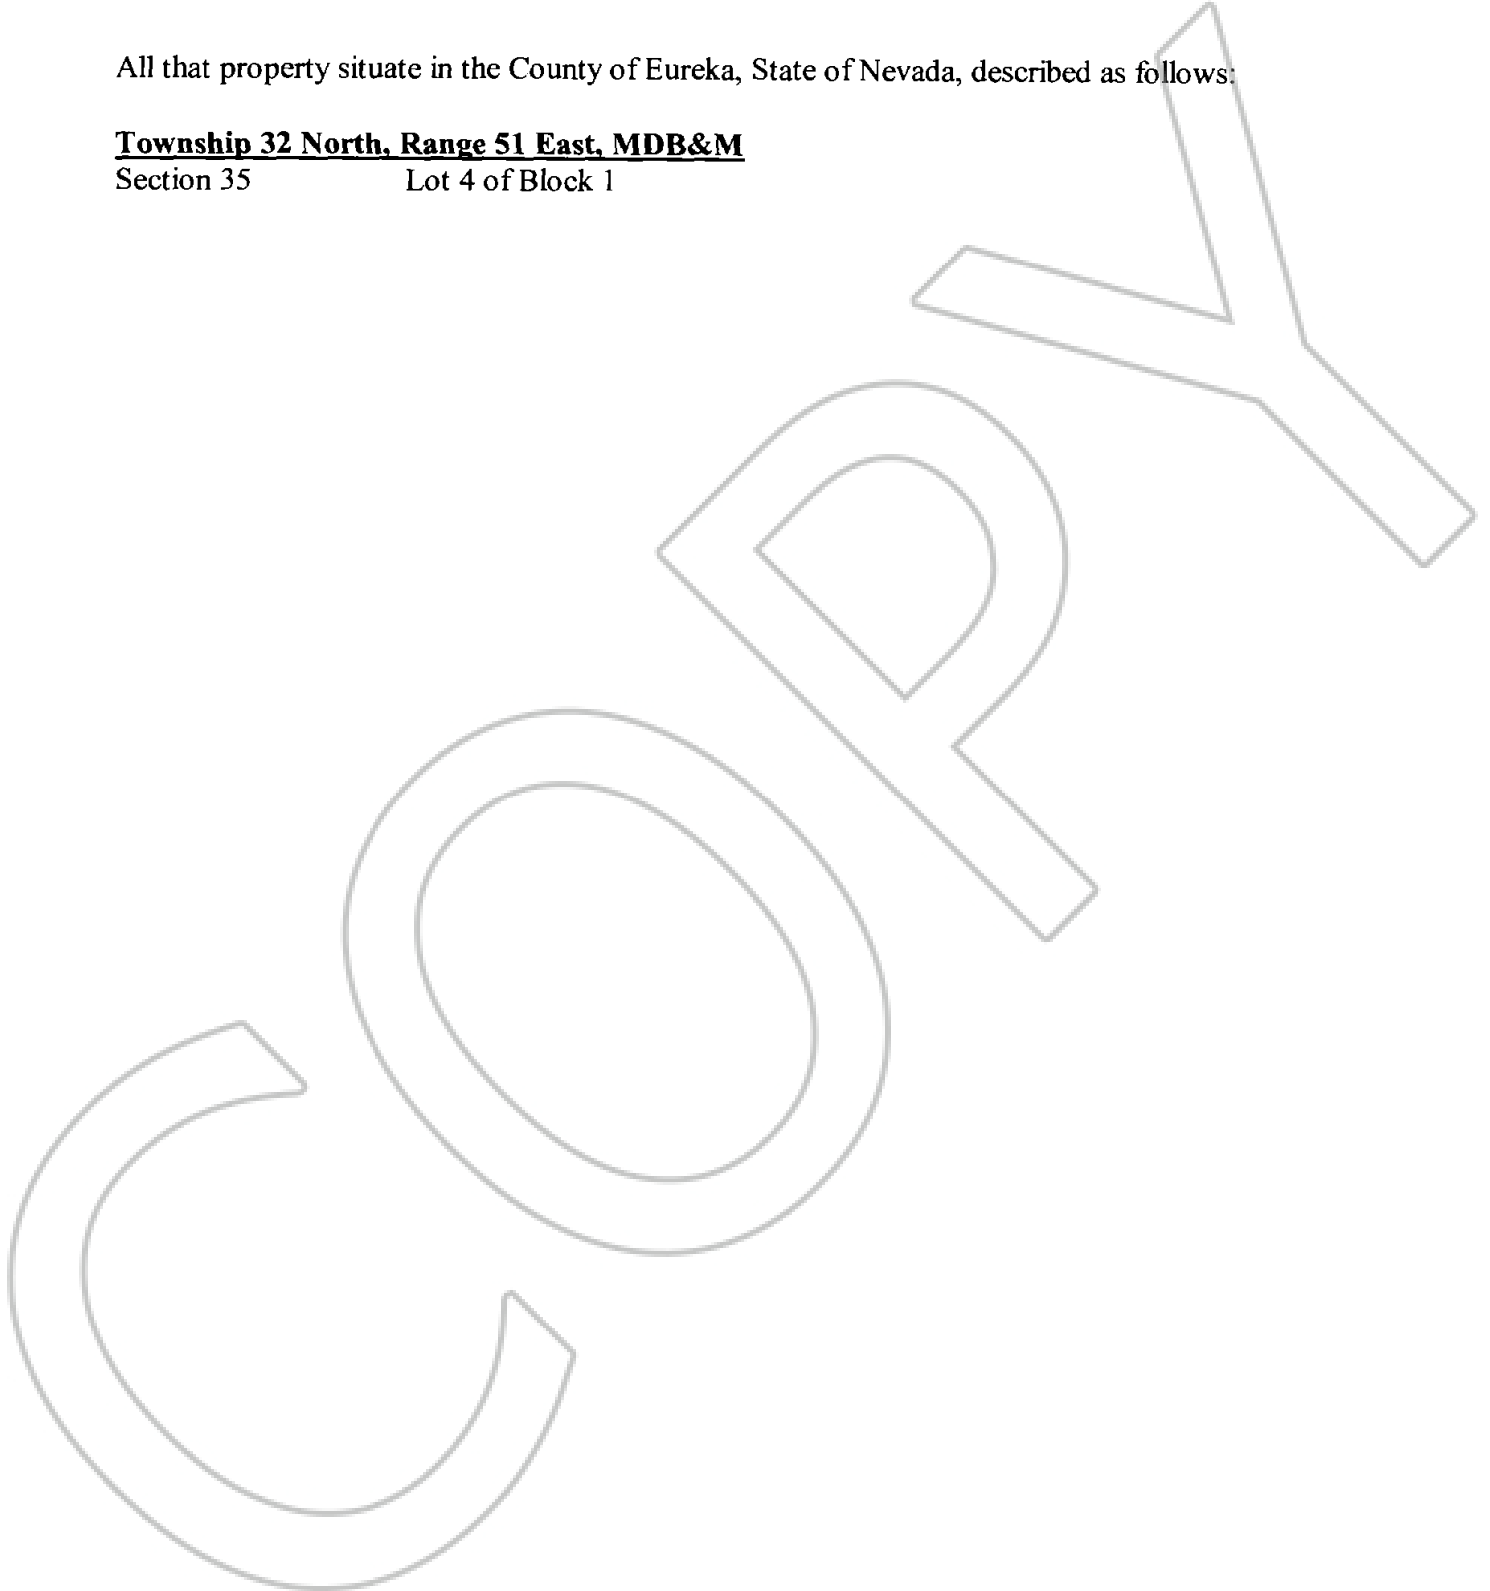 All that property situate in the County of Eureka, State of Nevada, described as follows:
Township 32 North, Range 51 East, MDB&M
Section 35 Lot 4 of Block 1
COPY